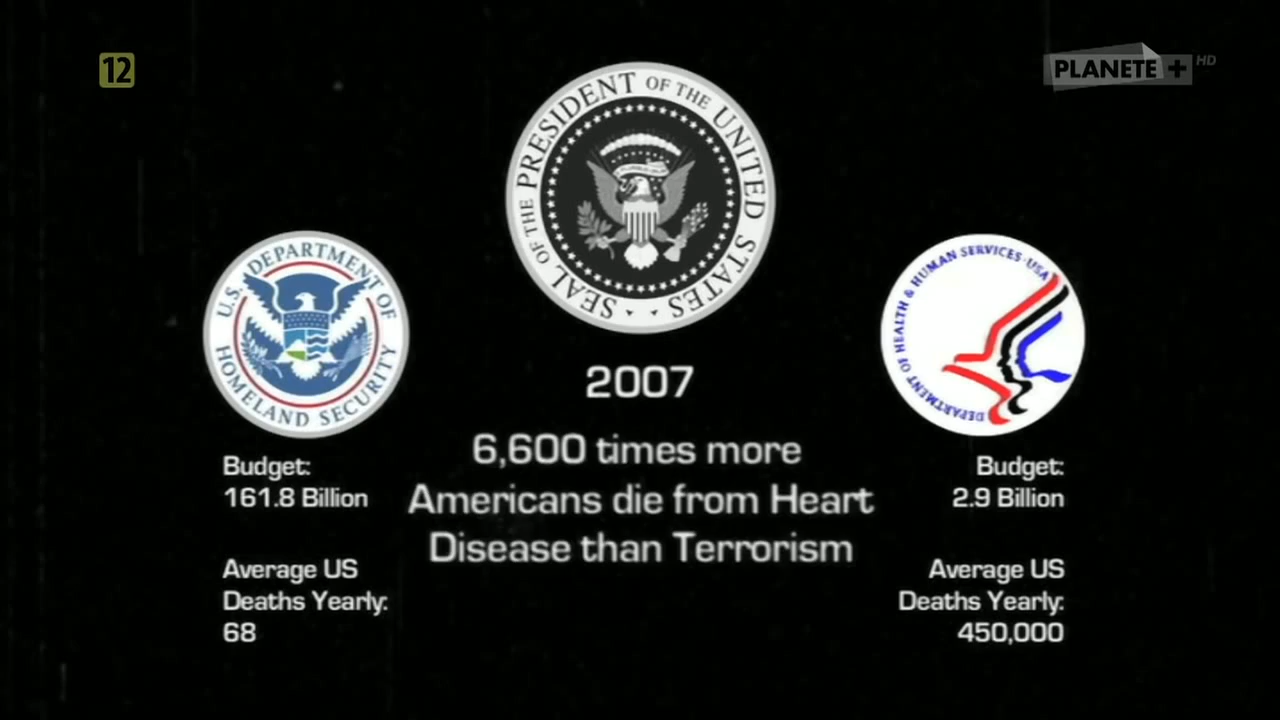 12
PLANETE + HD
SEAL OF THE PRESIDENT OF THE UNITED STATES
U.S. DEPARTMENT OF HOMELAND SECURITY
DEPARTMENT OF HEALTH & HUMAN SERVICES · USA
2007
6,600 times more
Americans die from Heart
Disease than Terrorism
Budget:
161.8 Billion
Average US
Deaths Yearly:
68
Budget:
2.9 Billion
Average US
Deaths Yearly:
450,000